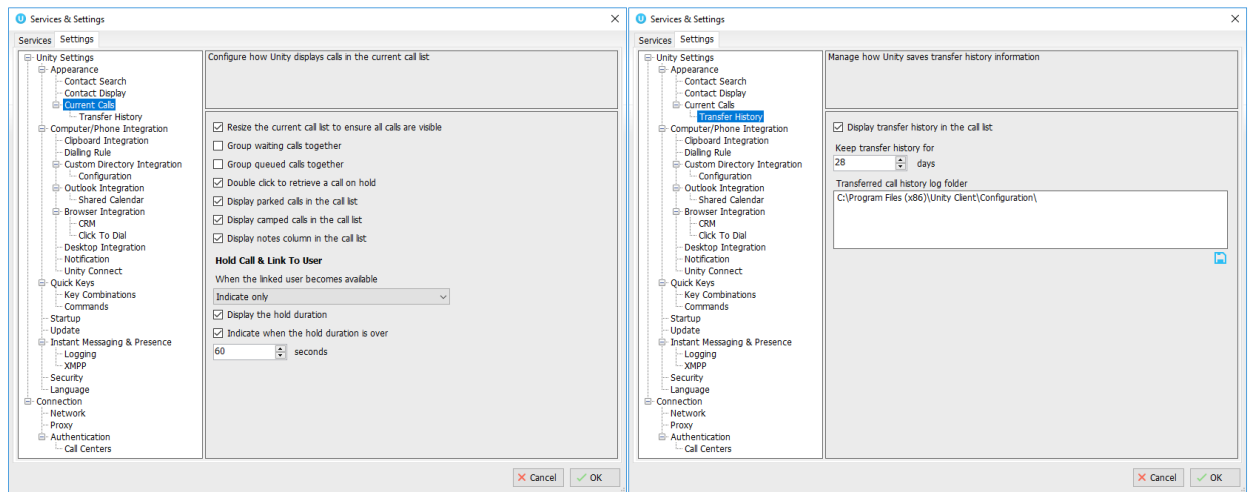 Services & Settings
Services Settings
Unity Settings
Appearance
Contact Search
Contact Display
Current Calls
Transfer History
Computer/Phone Integration
Clipboard Integration
Dialling Rule
Custom Directory Integration
Configuration
Outlook Integration
Shared Calendar
Browser Integration
CRM
Click To Dial
Desktop Integration
Notification
Unity Connect
Quick Keys
Key Combinations
Commands
Startup
Update
Instant Messaging & Presence
Logging
XMPP
Security
Language
Connection
Network
Proxy
Authentication
Call Centers
Configure how Unity displays calls in the current call list
Resize the current call list to ensure all calls are visible
Group waiting calls together
Group queued calls together
Double click to retrieve a call on hold
Display parked calls in the call list
Display camped calls in the call list
Display notes column in the call list
Hold Call & Link To User
When the linked user becomes available
Indicate only
Display the hold duration
Indicate when the hold duration is over
60 seconds
Cancel OK
Services & Settings
Services Settings
Unity Settings
Appearance
Contact Search
Contact Display
Current Calls
Transfer History
Computer/Phone Integration
Clipboard Integration
Dialling Rule
Custom Directory Integration
Configuration
Outlook Integration
Shared Calendar
Browser Integration
CRM
Click To Dial
Desktop Integration
Notification
Unity Connect
Quick Keys
Key Combinations
Commands
Startup
Update
Instant Messaging & Presence
Logging
XMPP
Security
Language
Connection
Network
Proxy
Authentication
Call Centers
Manage how Unity saves transfer history information
Display transfer history in the call list
Keep transfer history for
28 days
Transferred call history log folder
C:\Program Files (x86)\Unity Client\Configuration\
Cancel OK